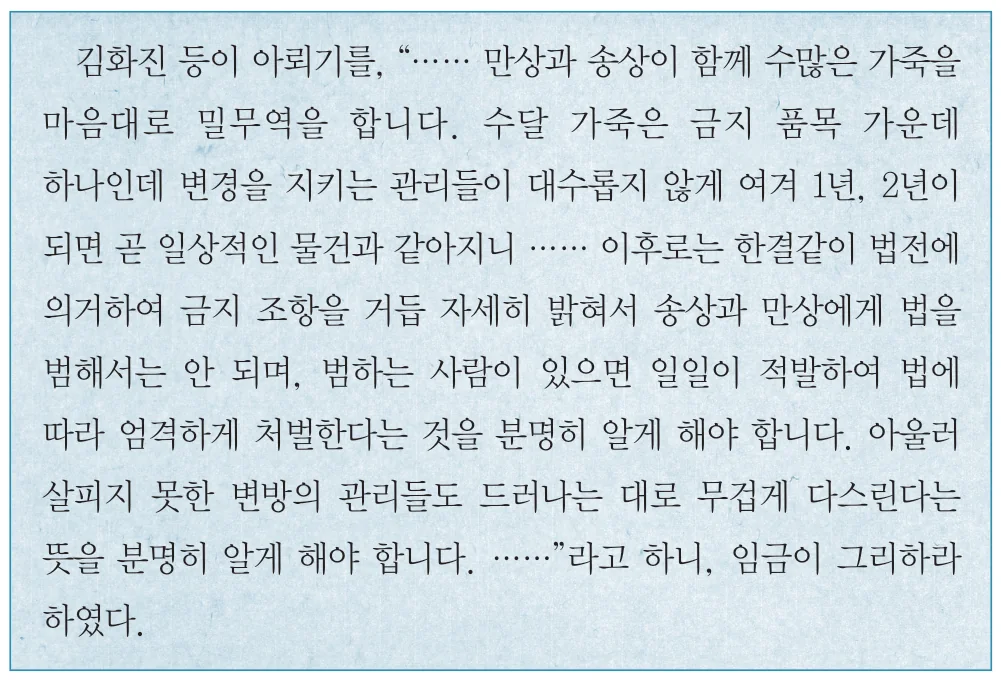 김화진 등이 아뢰기를, “…… 만상과 송상이 함께 수많은 가죽을
마음대로 밀무역을 합니다. 수달 가죽은 금지 품목 가운데
하나인데 변경을 지키는 관리들이 대수롭지 않게 여겨 1년, 2년이
되면 곧 일상적인 물건과 같아지니 …… 이후로는 한결같이 법전에
의거하여 금지 조항을 거듭 자세히 밝혀서 송상과 만상에게 법을
범해서는 안 되며, 범하는 사람이 있으면 일일이 적발하여 법에
따라 엄격하게 처벌한다는 것을 분명히 알게 해야 합니다. 아울러
살피지 못한 변방의 관리들도 드러나는 대로 무겁게 다스린다는
뜻을 분명히 알게 해야 합니다. ……”라고 하니, 임금이 그리하라
하였다.